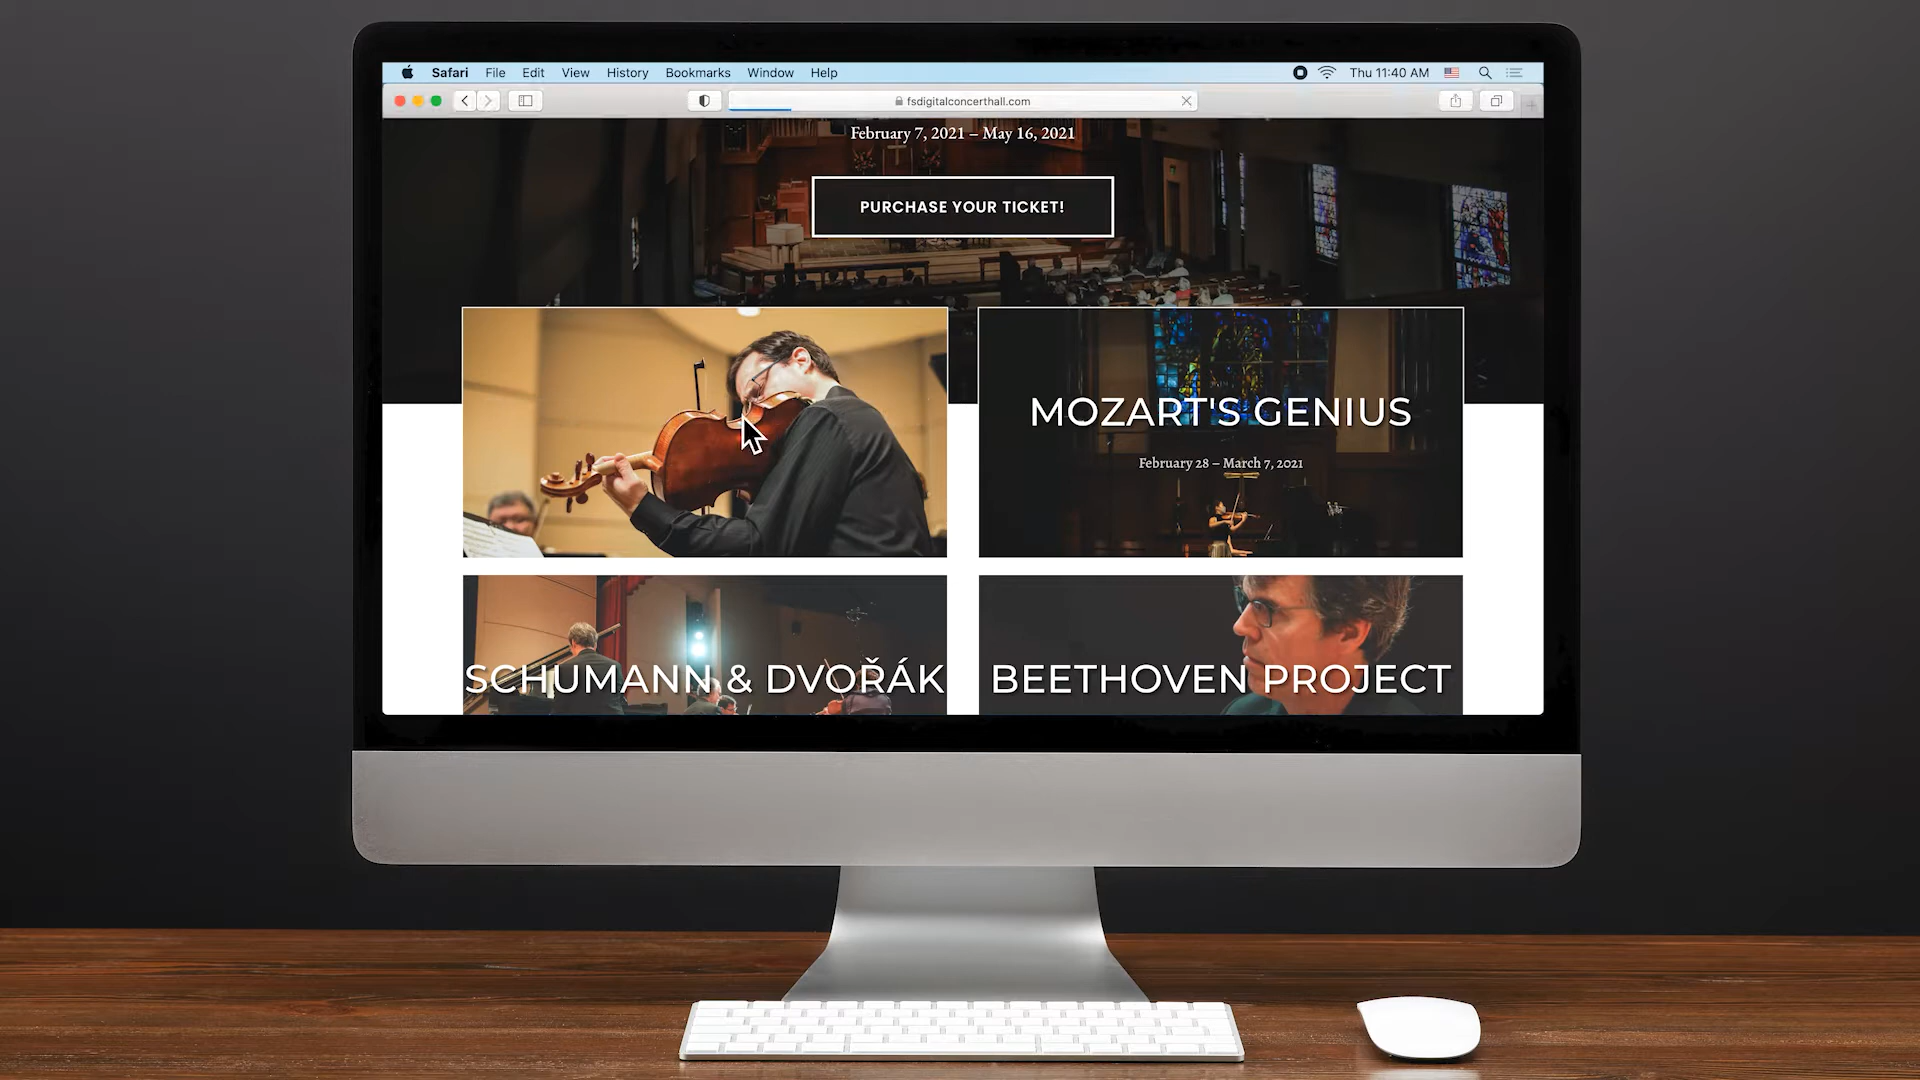 Safari File Edit View History Bookmarks Window Help Thu 11:40 AM
fsdigitalconcerthall.com
February 7, 2021 – May 16, 2021
PURCHASE YOUR TICKET!
MOZART'S GENIUS
February 28 – March 7, 2021
SCHUMANN & DVOŘÁK
BEETHOVEN PROJECT